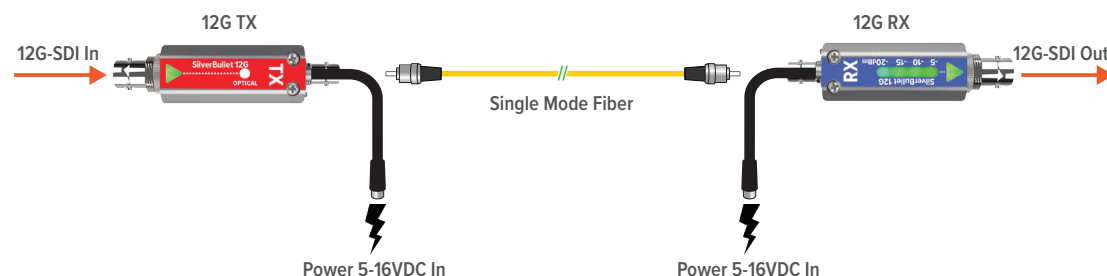 12G TX
12G RX
12G-SDI In
SilverBullet 12G
OPTICAL
TX
Single Mode Fiber
RX
-5 -10 -15 -20dBm
SilverBullet 12G
12G-SDI Out
Power 5-16VDC In
Power 5-16VDC In